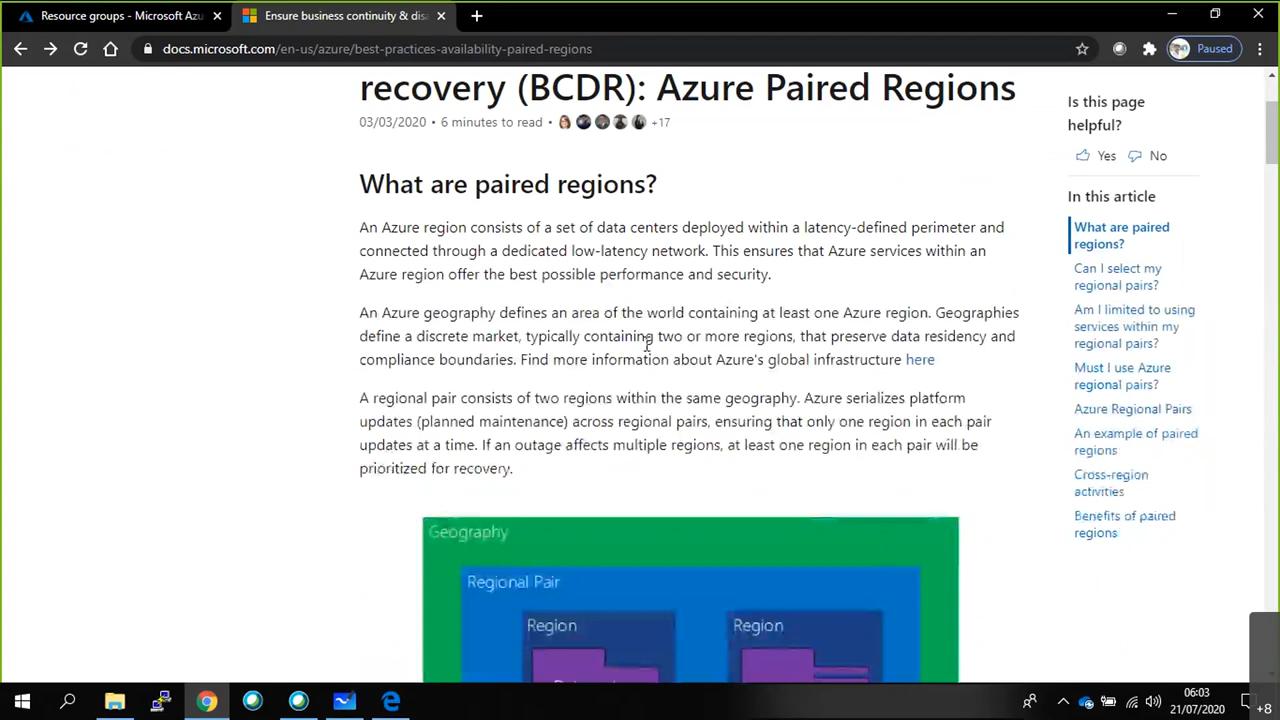 Resource groups - Microsoft Azu
Ensure business continuity & disa
docs.microsoft.com/en-us/azure/best-practices-availability-paired-regions
Paused
recovery (BCDR): Azure Paired Regions
03/03/2020 • 6 minutes to read •
+17
What are paired regions?
An Azure region consists of a set of data centers deployed within a latency-defined perimeter and
connected through a dedicated low-latency network. This ensures that Azure services within an
Azure region offer the best possible performance and security.
An Azure geography defines an area of the world containing at least one Azure region. Geographies
define a discrete market, typically containing two or more regions, that preserve data residency and
compliance boundaries. Find more information about Azure's global infrastructure here
A regional pair consists of two regions within the same geography. Azure serializes platform
updates (planned maintenance) across regional pairs, ensuring that only one region in each pair
updates at a time. If an outage affects multiple regions, at least one region in each pair will be
prioritized for recovery.
Geography
Regional Pair
Region
Region
Is this page
helpful?
Yes
No
In this article
What are paired
regions?
Can I select my
regional pairs?
Am I limited to using
services within my
regional pairs?
Must I use Azure
regional pairs?
Azure Regional Pairs
An example of paired
regions
Cross-region
activities
Benefits of paired
regions
06:03
21/07/2020
+8